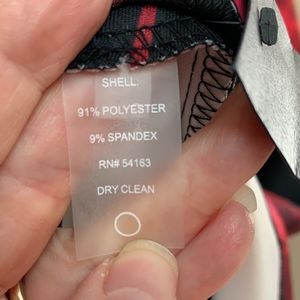 SHELL:
91% POLYESTER
9% SPANDEX
RN# 54163
DRY CLEAN